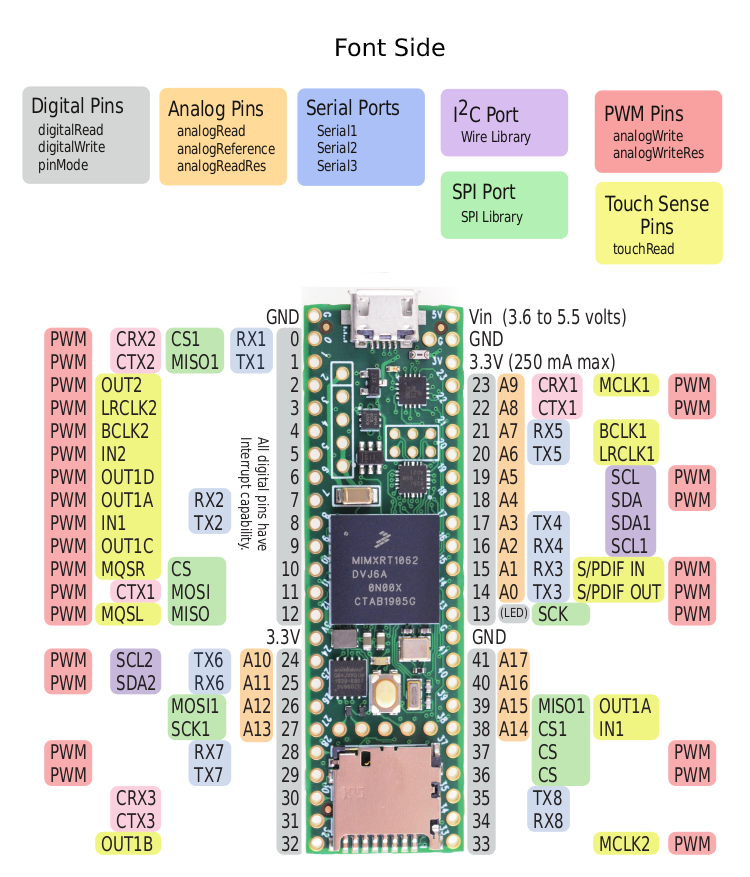 Font Side
Digital Pins
digitalRead
digitalWrite
pinMode
Analog Pins
analogRead
analogReference
analogReadRes
Serial Ports
Serial1
Serial2
Serial3
I2C Port
Wire Library
SPI Port
SPI Library
PWM Pins
analogWrite
analogWriteRes
Touch Sense
Pins
touchRead
GND Vin (3.6 to 5.5 volts)
PWM CRX2 CS1 RX1 0 GND
PWM CTX2 MISO1 TX1 1 3.3V (250 mA max)
PWM OUT2 2 23 A9 CRX1 MCLK1 PWM
PWM LRCLK2 3 22 A8 CTX1 PWM
PWM BCLK2 4 21 A7 RX5 BCLK1
PWM IN2 5 20 A6 TX5 LRCLK1
PWM OUT1D 6 19 A5 SCL PWM
PWM OUT1A RX2 7 18 A4 SDA PWM
PWM IN1 TX2 8 17 A3 TX4 SDA1
PWM OUT1C 9 16 A2 RX4 SCL1
PWM MQSR CS 10 15 A1 RX3 S/PDIF IN PWM
PWM CTX1 MOSI 11 14 A0 TX3 S/PDIF OUT PWM
PWM MQSL MISO 12 13 (LED) SCK PWM
All digital pins have
Interrupt capability.
MIMXRT1062
DVJ6A
0N00X
CTAB1905G
3.3V GND
PWM SCL2 TX6 A10 24 41 A17
PWM SDA2 RX6 A11 25 40 A16
MOSI1 A12 26 39 A15 MISO1 OUT1A
SCK1 A13 27 38 A14 CS1 IN1
PWM RX7 28 37 CS PWM
PWM TX7 29 36 CS PWM
CRX3 30 35 TX8
CTX3 31 34 RX8
OUT1B 32 33 MCLK2 PWM